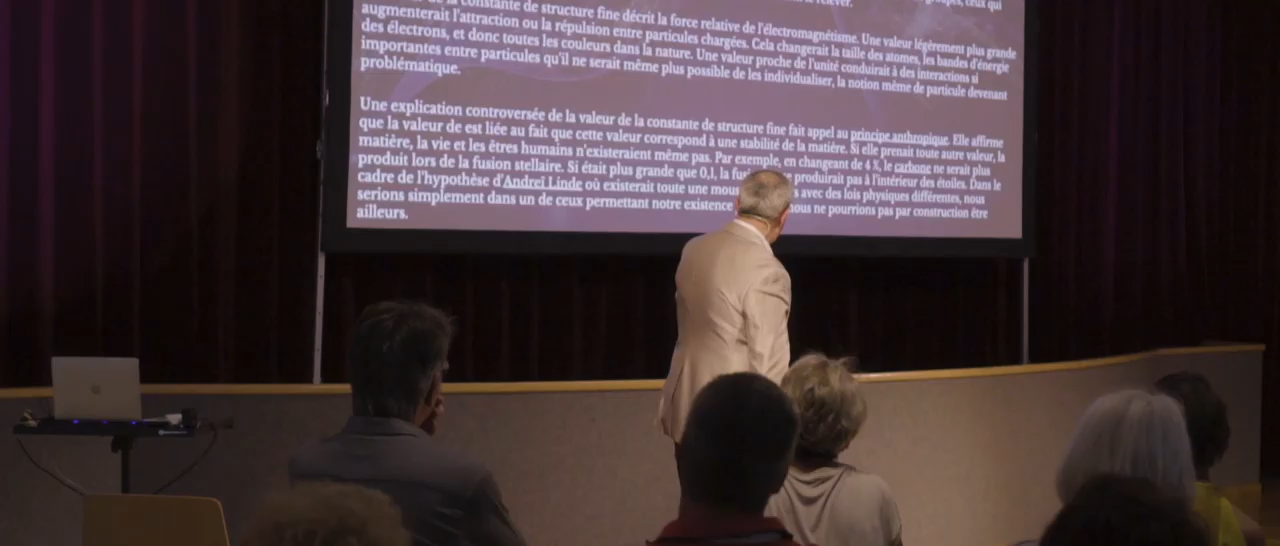 constante de structure fine décrit la force relative de l'électromagnétisme. Une valeur légèrement plus grande
augmenterait l'attraction ou la répulsion entre particules chargées. Cela changerait la taille des atomes, les bandes d'énergie
des électrons, et donc toutes les couleurs dans la nature. Une valeur proche de l'unité conduirait à des interactions si
importantes entre particules qu'il ne serait même plus possible de les individualiser, la notion même de particule devenant
problématique.
Une explication controversée de la valeur de la constante de structure fine fait appel au principe anthropique. Elle affirme
que la valeur de est liée au fait que cette valeur correspond à une stabilité de la matière. Si elle prenait toute autre valeur, la
matière, la vie et les êtres humains n'existeraient même pas. Par exemple, en changeant de 4 %, le carbone ne serait plus
produit lors de la fusion stellaire. Si était plus grande que 0,1, la produirait pas à l'intérieur des étoiles. Dans le
cadre de l'hypothèse d'Andreï Linde où existerait toute une avec des lois physiques différentes, nous
serions simplement dans un de ceux permettant notre existence nous ne pourrions pas par construction être
ailleurs.